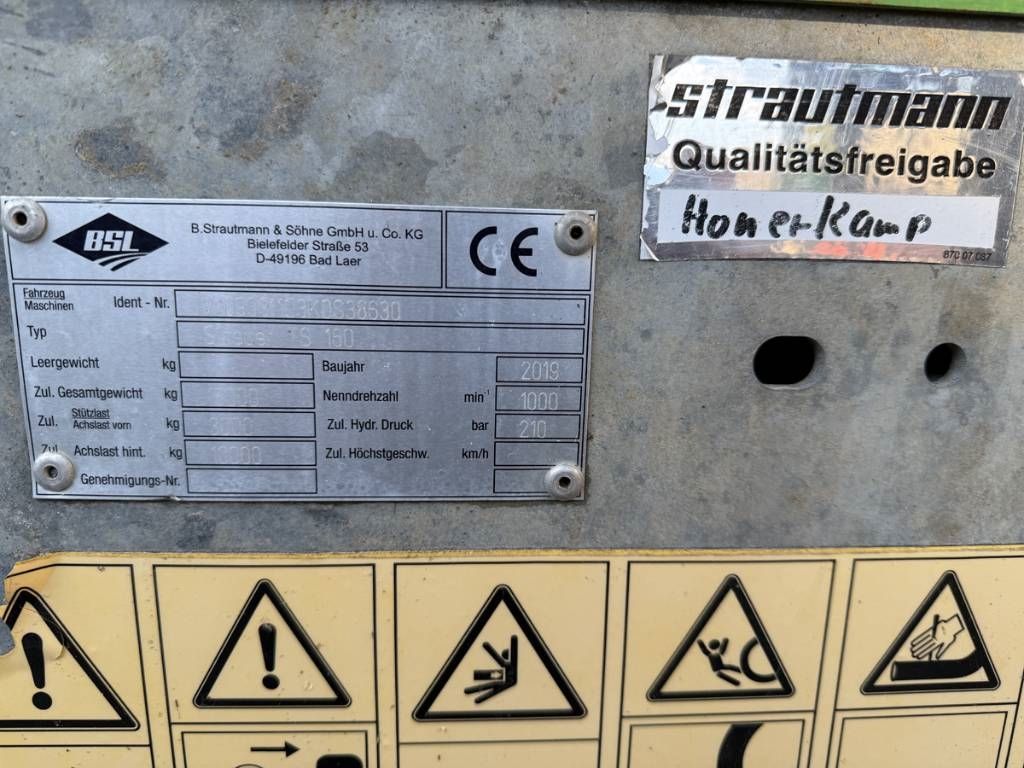 strautmann
Qualitätsfreigabe
Honerkamp
870 07 087
BSL
B.Strautmann & Söhne GmbH u. Co. KG
Bielefelder Straße 53
D-49196 Bad Laer
CE
Fahrzeug
Maschinen
Ident - Nr.
Typ
Leergewicht kg
Baujahr 2019
Zul. Gesamtgewicht kg
Nenndrehzahl min⁻¹ 1000
Zul. Stützlast
Achslast vorn kg
Zul. Hydr. Druck bar 210
Zul. Achslast hint. kg
Zul. Höchstgeschw. km/h
Genehmigungs-Nr.